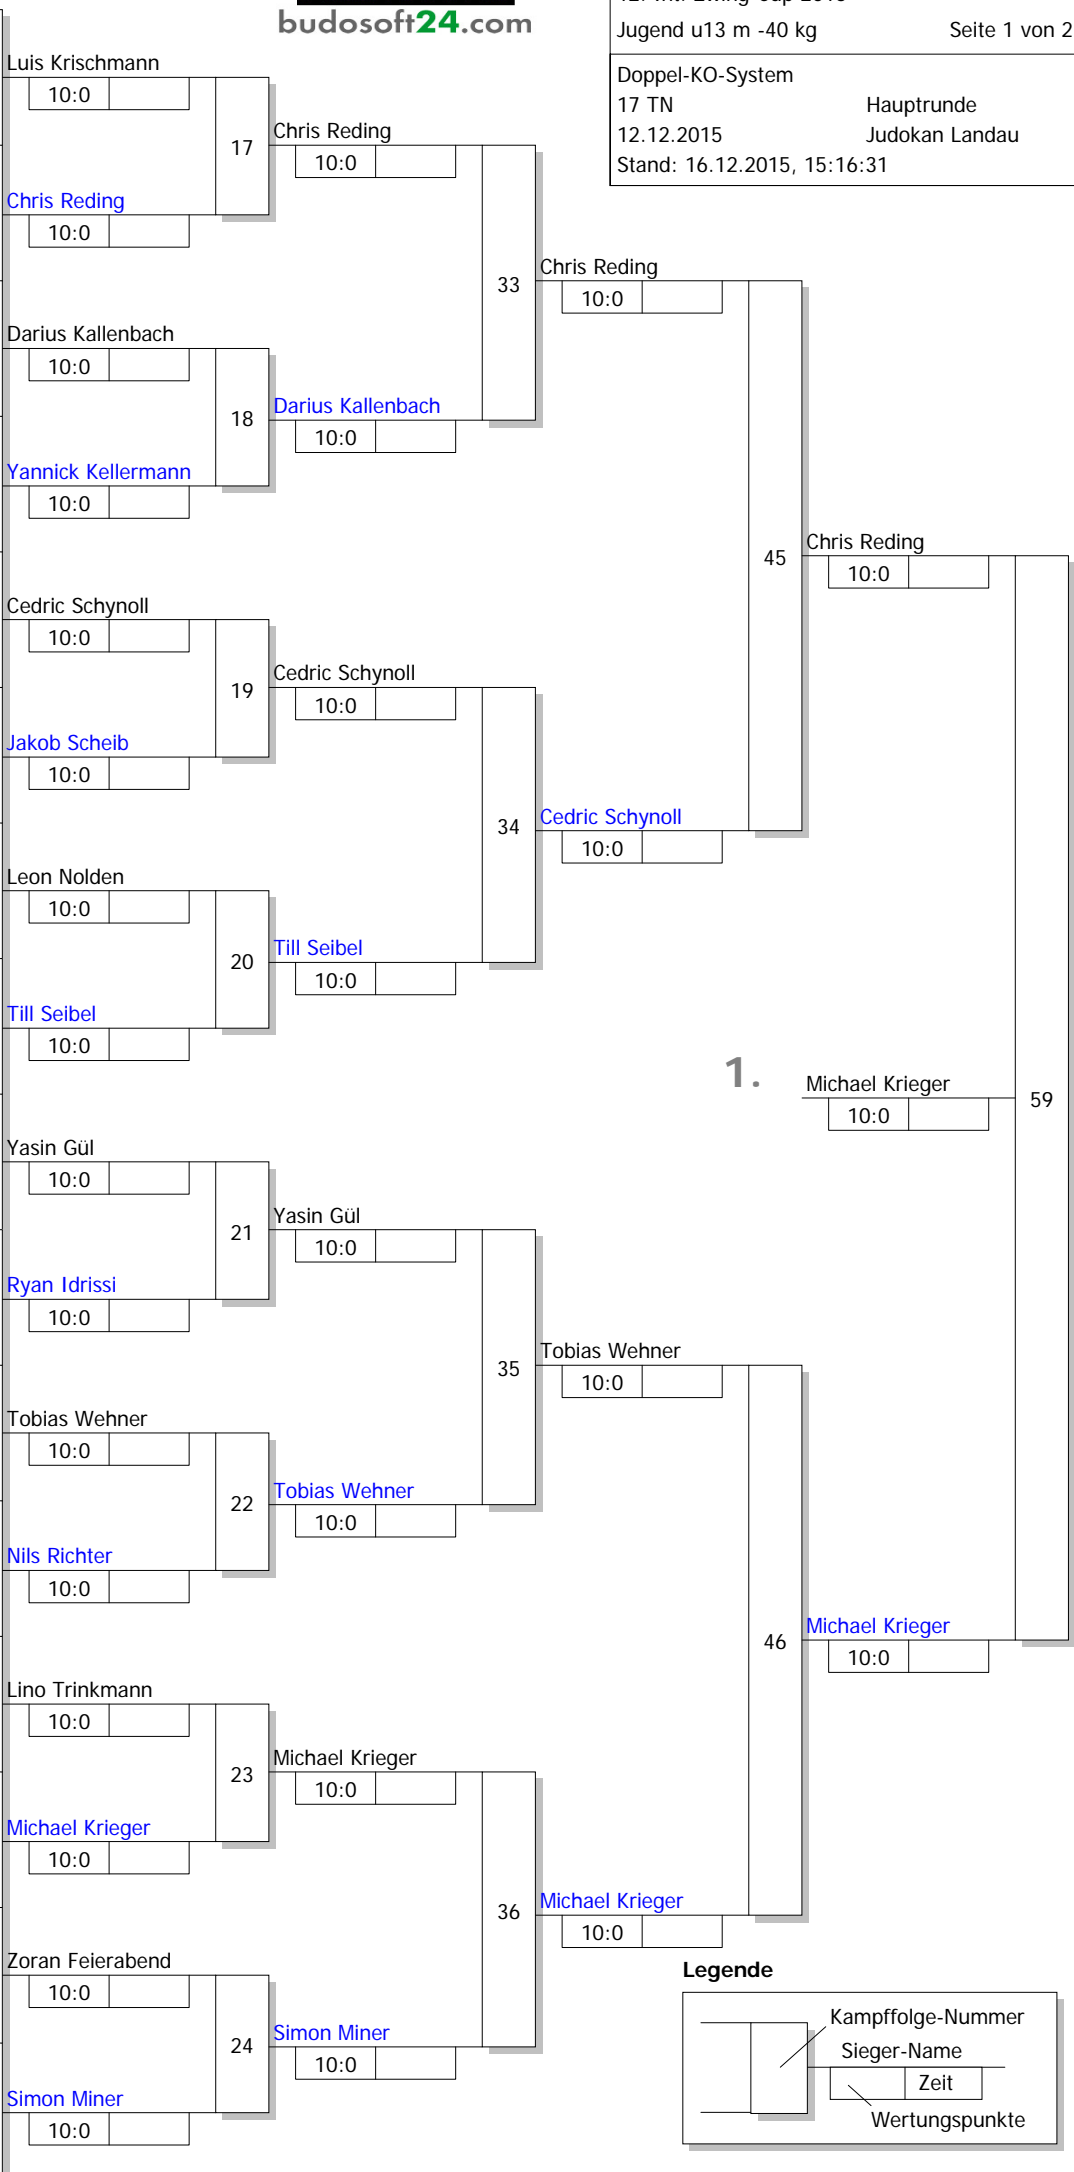 budosoft24.com
Jugend u13 m -40 kg Seite 1 von 2
Doppel-KO-System
17 TN Hauptrunde
12.12.2015 Judokan Landau
Stand: 16.12.2015, 15:16:31
Luis Krischmann
10:0
17
Chris Reding
10:0
Chris Reding
10:0
33
Chris Reding
10:0
Darius Kallenbach
10:0
18
Darius Kallenbach
10:0
Yannick Kellermann
10:0
45
Chris Reding
10:0
Cedric Schynoll
10:0
19
Cedric Schynoll
10:0
Jakob Scheib
10:0
34
Cedric Schynoll
10:0
Leon Nolden
10:0
20
Till Seibel
10:0
Till Seibel
10:0
1.
Michael Krieger
10:0
59
Yasin Gül
10:0
21
Yasin Gül
10:0
Ryan Idrissi
10:0
35
Tobias Wehner
10:0
Tobias Wehner
10:0
22
Tobias Wehner
10:0
Nils Richter
10:0
46
Michael Krieger
10:0
Lino Trinkmann
10:0
23
Michael Krieger
10:0
Michael Krieger
10:0
36
Michael Krieger
10:0
Zoran Feierabend
10:0
24
Simon Miner
10:0
Simon Miner
10:0
Legende
Kampffolge-Nummer
Sieger-Name
Zeit
Wertungspunkte